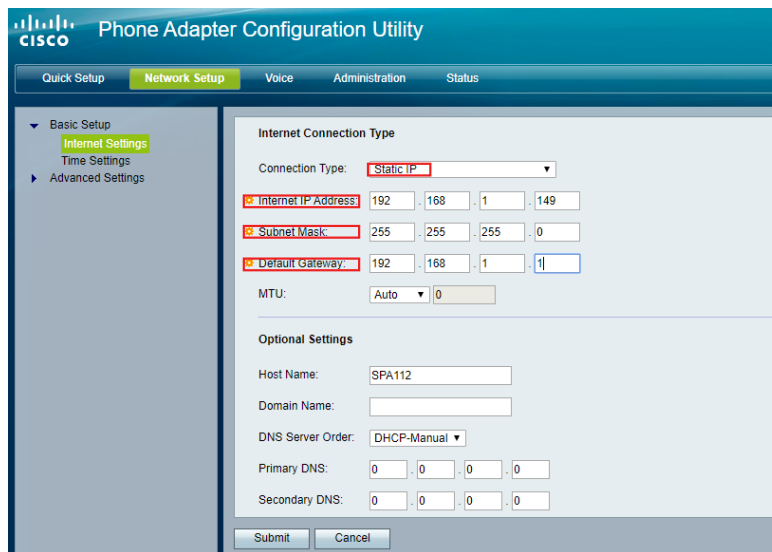 CISCO Phone Adapter Configuration Utility
Quick Setup Network Setup Voice Administration Status
Basic Setup
Internet Settings
Time Settings
Advanced Settings
Internet Connection Type
Connection Type: Static IP
Internet IP Address: 192 . 168 . 1 . 149
Subnet Mask: 255 . 255 . 255 . 0
Default Gateway: 192 . 168 . 1 . 1
MTU: Auto 0
Optional Settings
Host Name: SPA112
Domain Name:
DNS Server Order: DHCP-Manual
Primary DNS: 0 . 0 . 0 . 0
Secondary DNS: 0 . 0 . 0 . 0
Submit Cancel